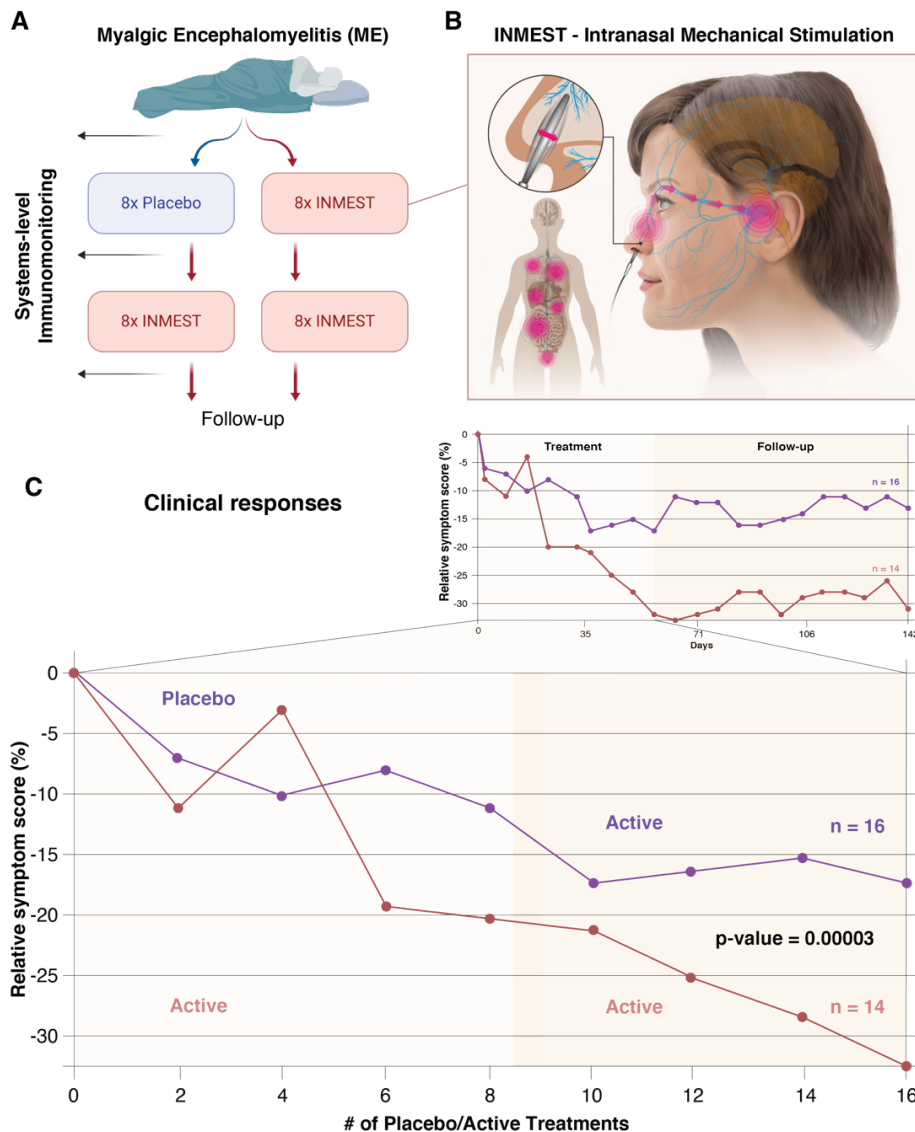 A
Myalgic Encephalomyelitis (ME)
Systems-level
Immunomonitoring
8x Placebo
8x INMEST
8x INMEST
8x INMEST
Follow-up
B
INMEST - Intranasal Mechanical Stimulation
C
Clinical responses
Relative symptom score (%)
0
-5
-10
-15
-20
-25
-30
Treatment
Follow-up
n = 16
n = 14
0
35
71
106
142
Days
Relative symptom score (%)
0
-5
-10
-15
-20
-25
-30
Placebo
Active
n = 16
p-value = 0.00003
Active
Active
n = 14
0
2
4
6
8
10
12
14
16
# of Placebo/Active Treatments